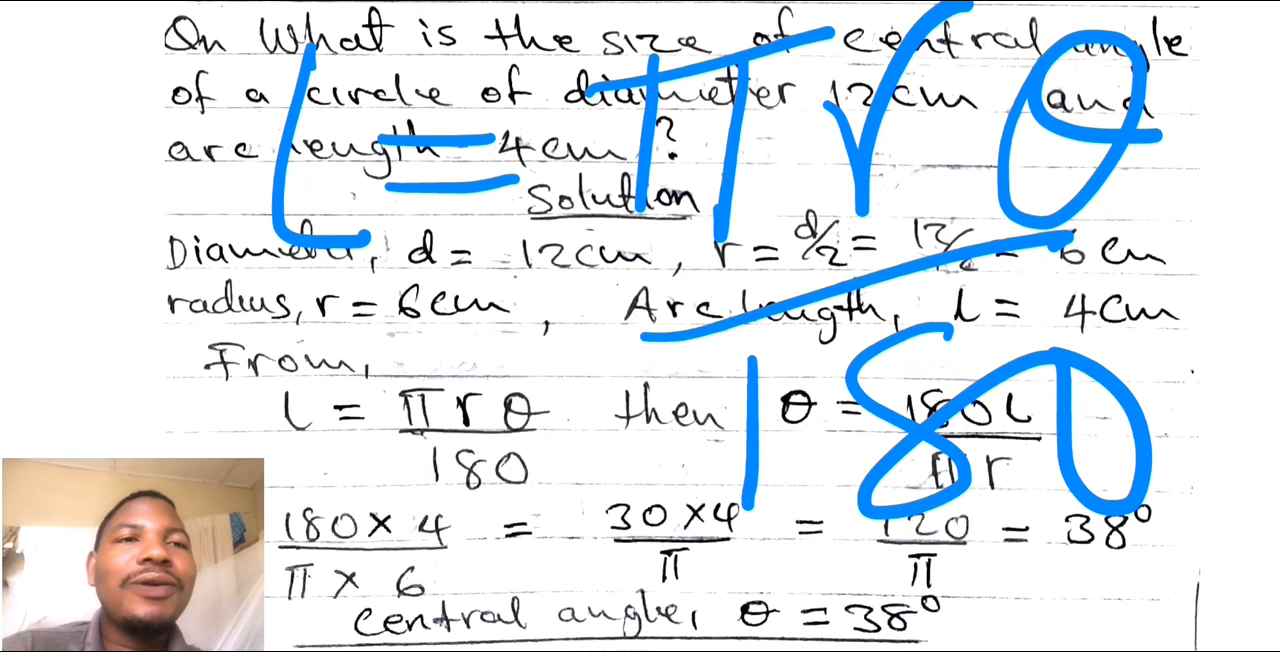 Qn What is the size of central angle
of a circle of diameter 12cm and
arc length 4cm?
Solution
Diameter, d = 12cm, r = d/2 = 12/2 = 6cm
radius, r = 6cm, Arc length, l = 4cm
From,
l = πrθ/180 then θ = 180l/πr
180×4/π×6 = 30×4/π = 120/π = 38°
central angle, θ = 38°
L = πrθ/180